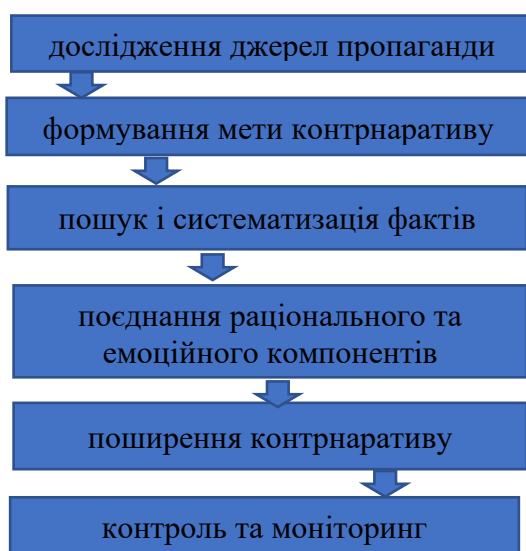 дослідження джерел пропаганди
формування мети контрнаративу
пошук і систематизація фактів
поєднання раціонального та
емоційного компонентів
поширення контрнаративу
контроль та моніторинг